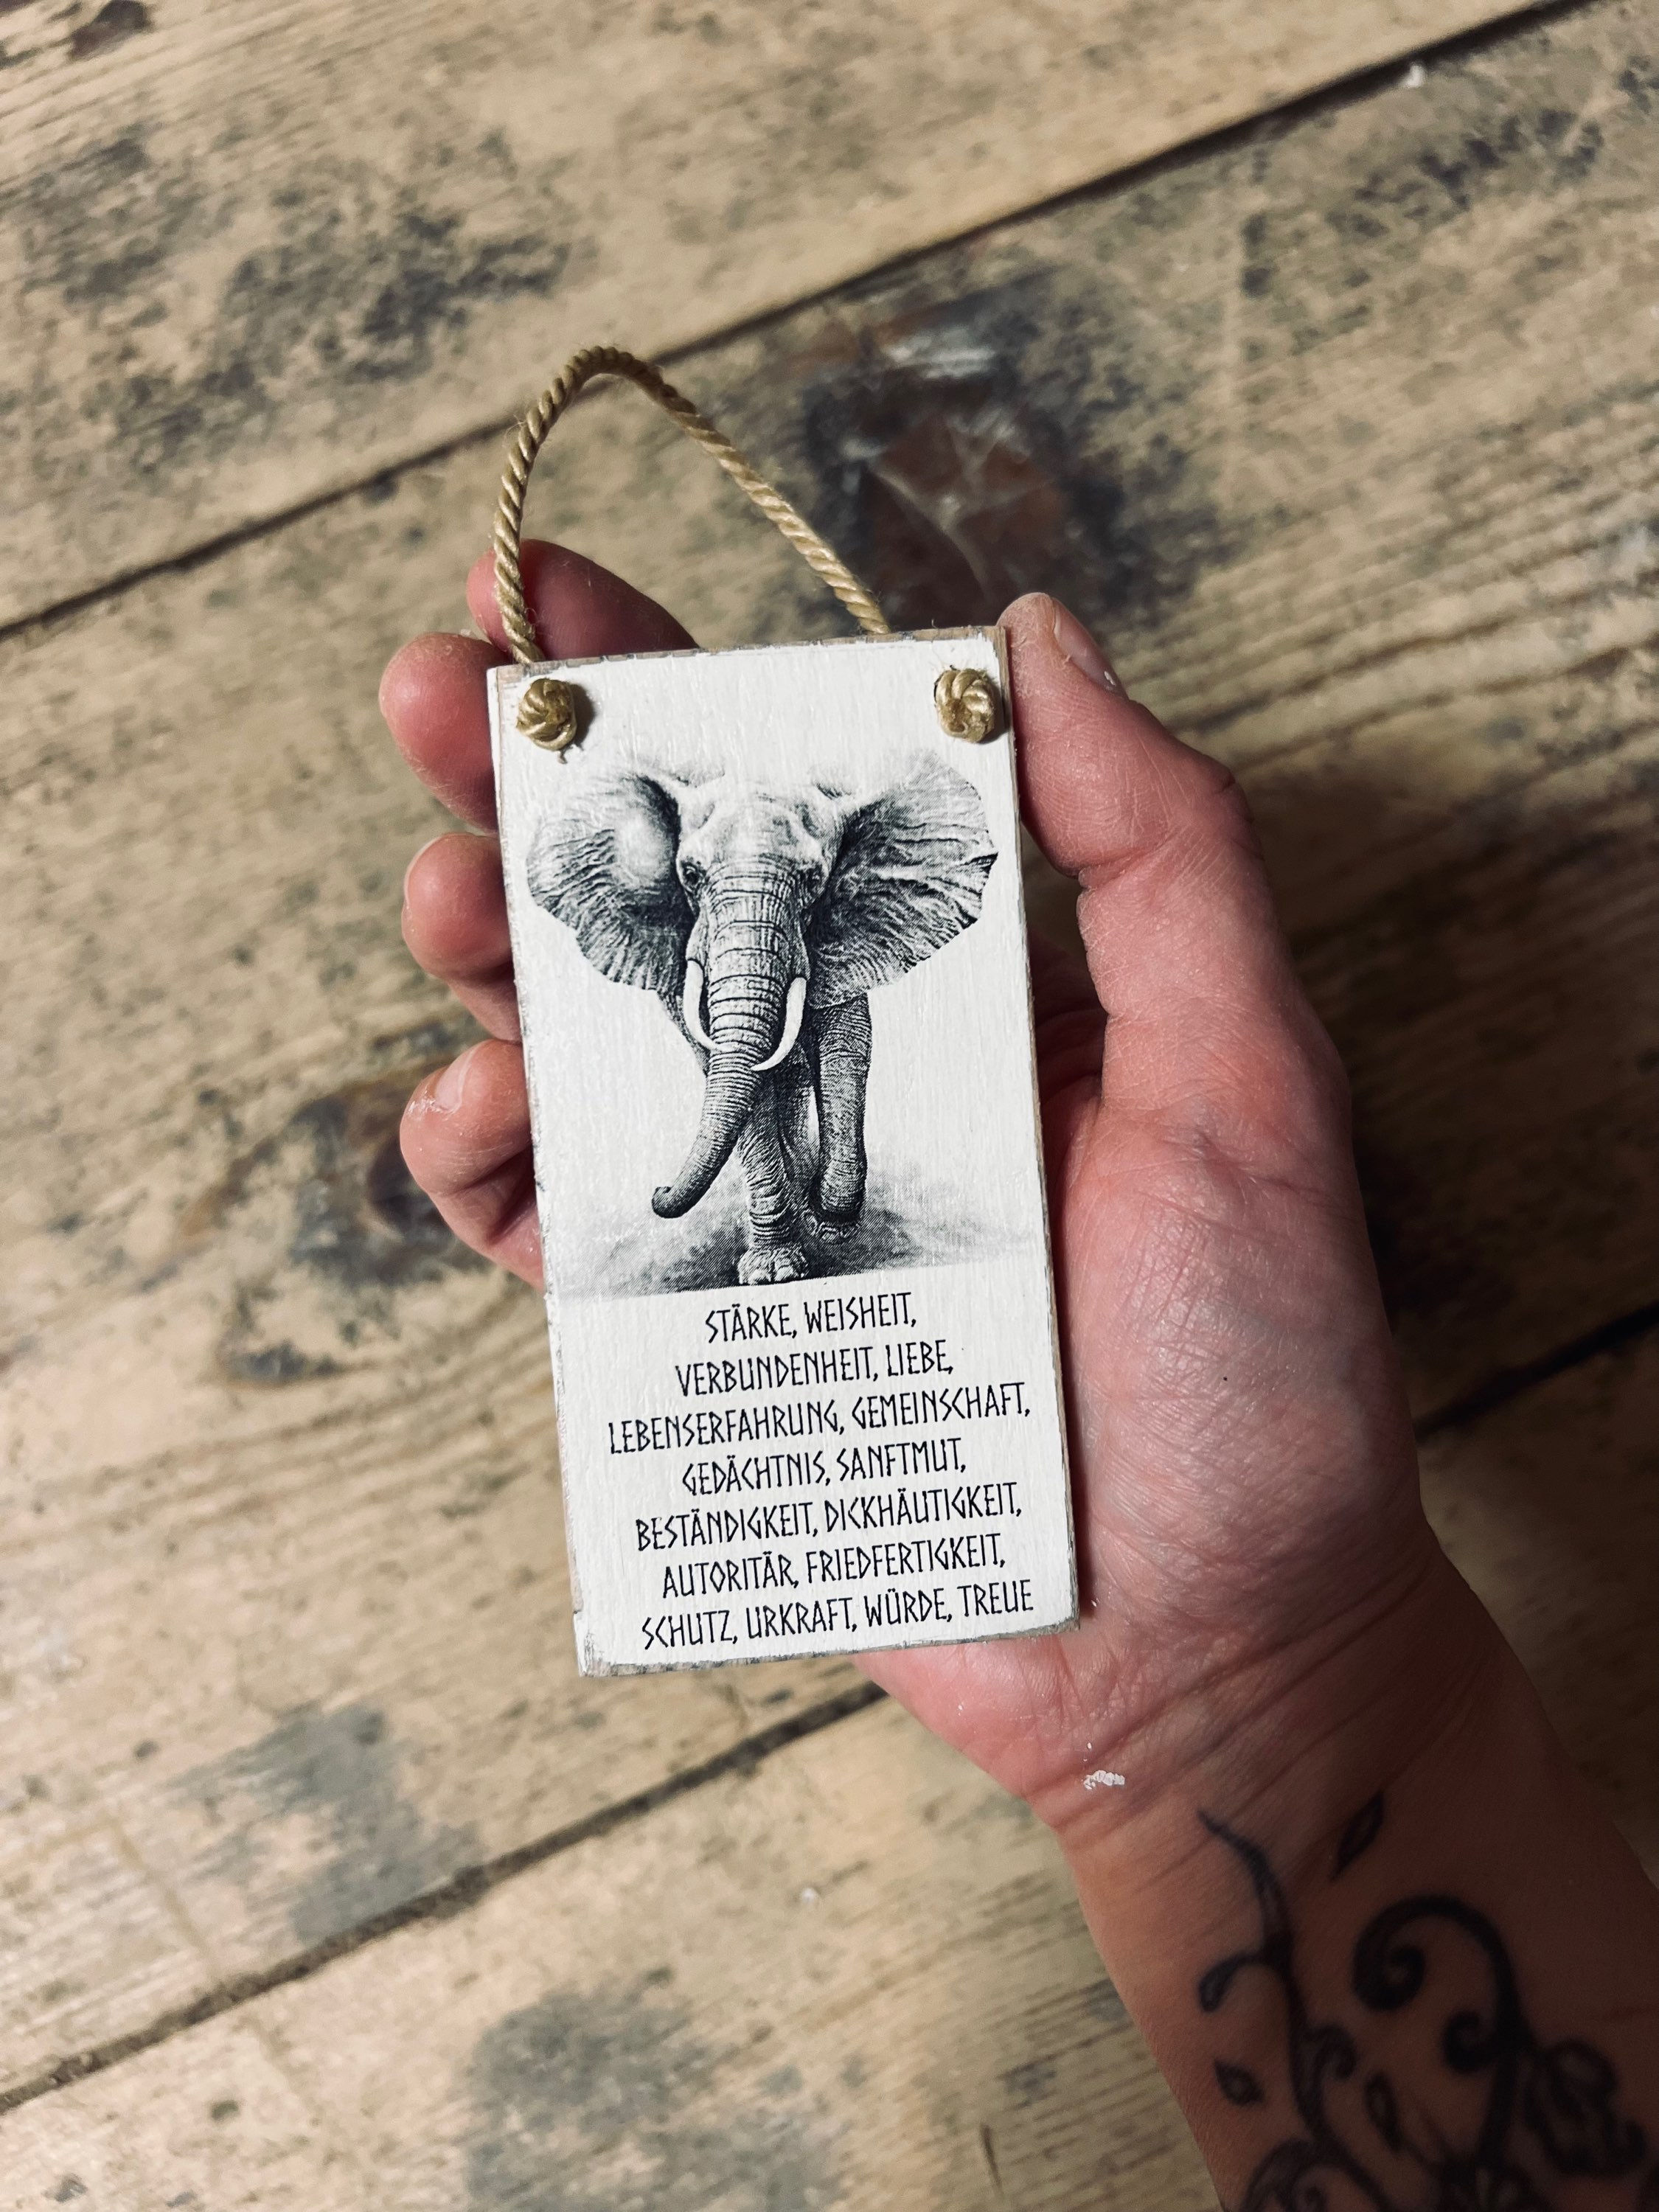 STÄRKE, WEISHEIT,
VERBUNDENHEIT, LIEBE,
LEBENSERFAHRUNG, GEMEINSCHAFT,
GEDÄCHTNIS, SANFTMUT,
BESTÄNDIGKEIT, DICKHÄUTIGKEIT,
AUTORITÄR, FRIEDFERTIGKEIT,
SCHUTZ, URKRAFT, WÜRDE, TREUE